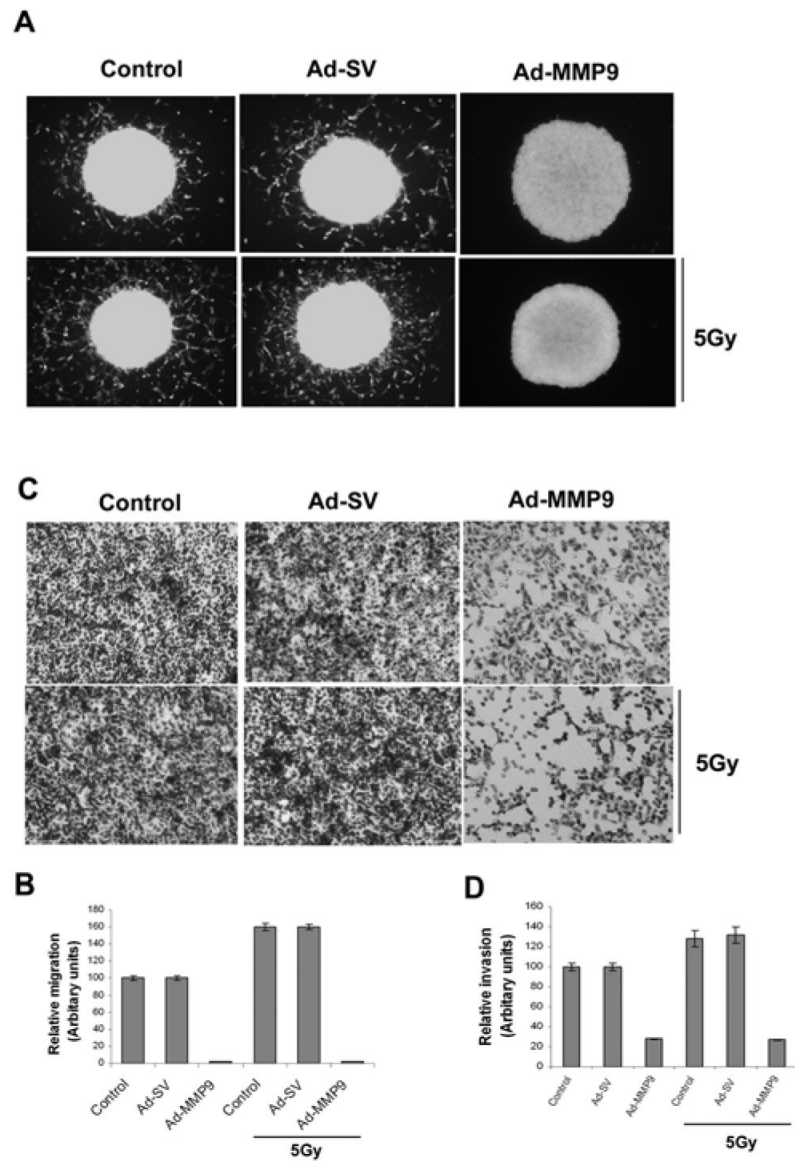 A
Control Ad-SV Ad-MMP9
5Gy
C
Control Ad-SV Ad-MMP9
5Gy
B
Relative migration
(Arbitary units)
180
160
140
120
100
80
60
40
20
0
Control Ad-SV Ad-MMP9 Control Ad-SV Ad-MMP9
5Gy
D
Relative invasion
(Arbitary units)
160
140
120
100
80
60
40
20
0
Control Ad-SV Ad-MMP9 Control Ad-SV Ad-MMP9
5Gy